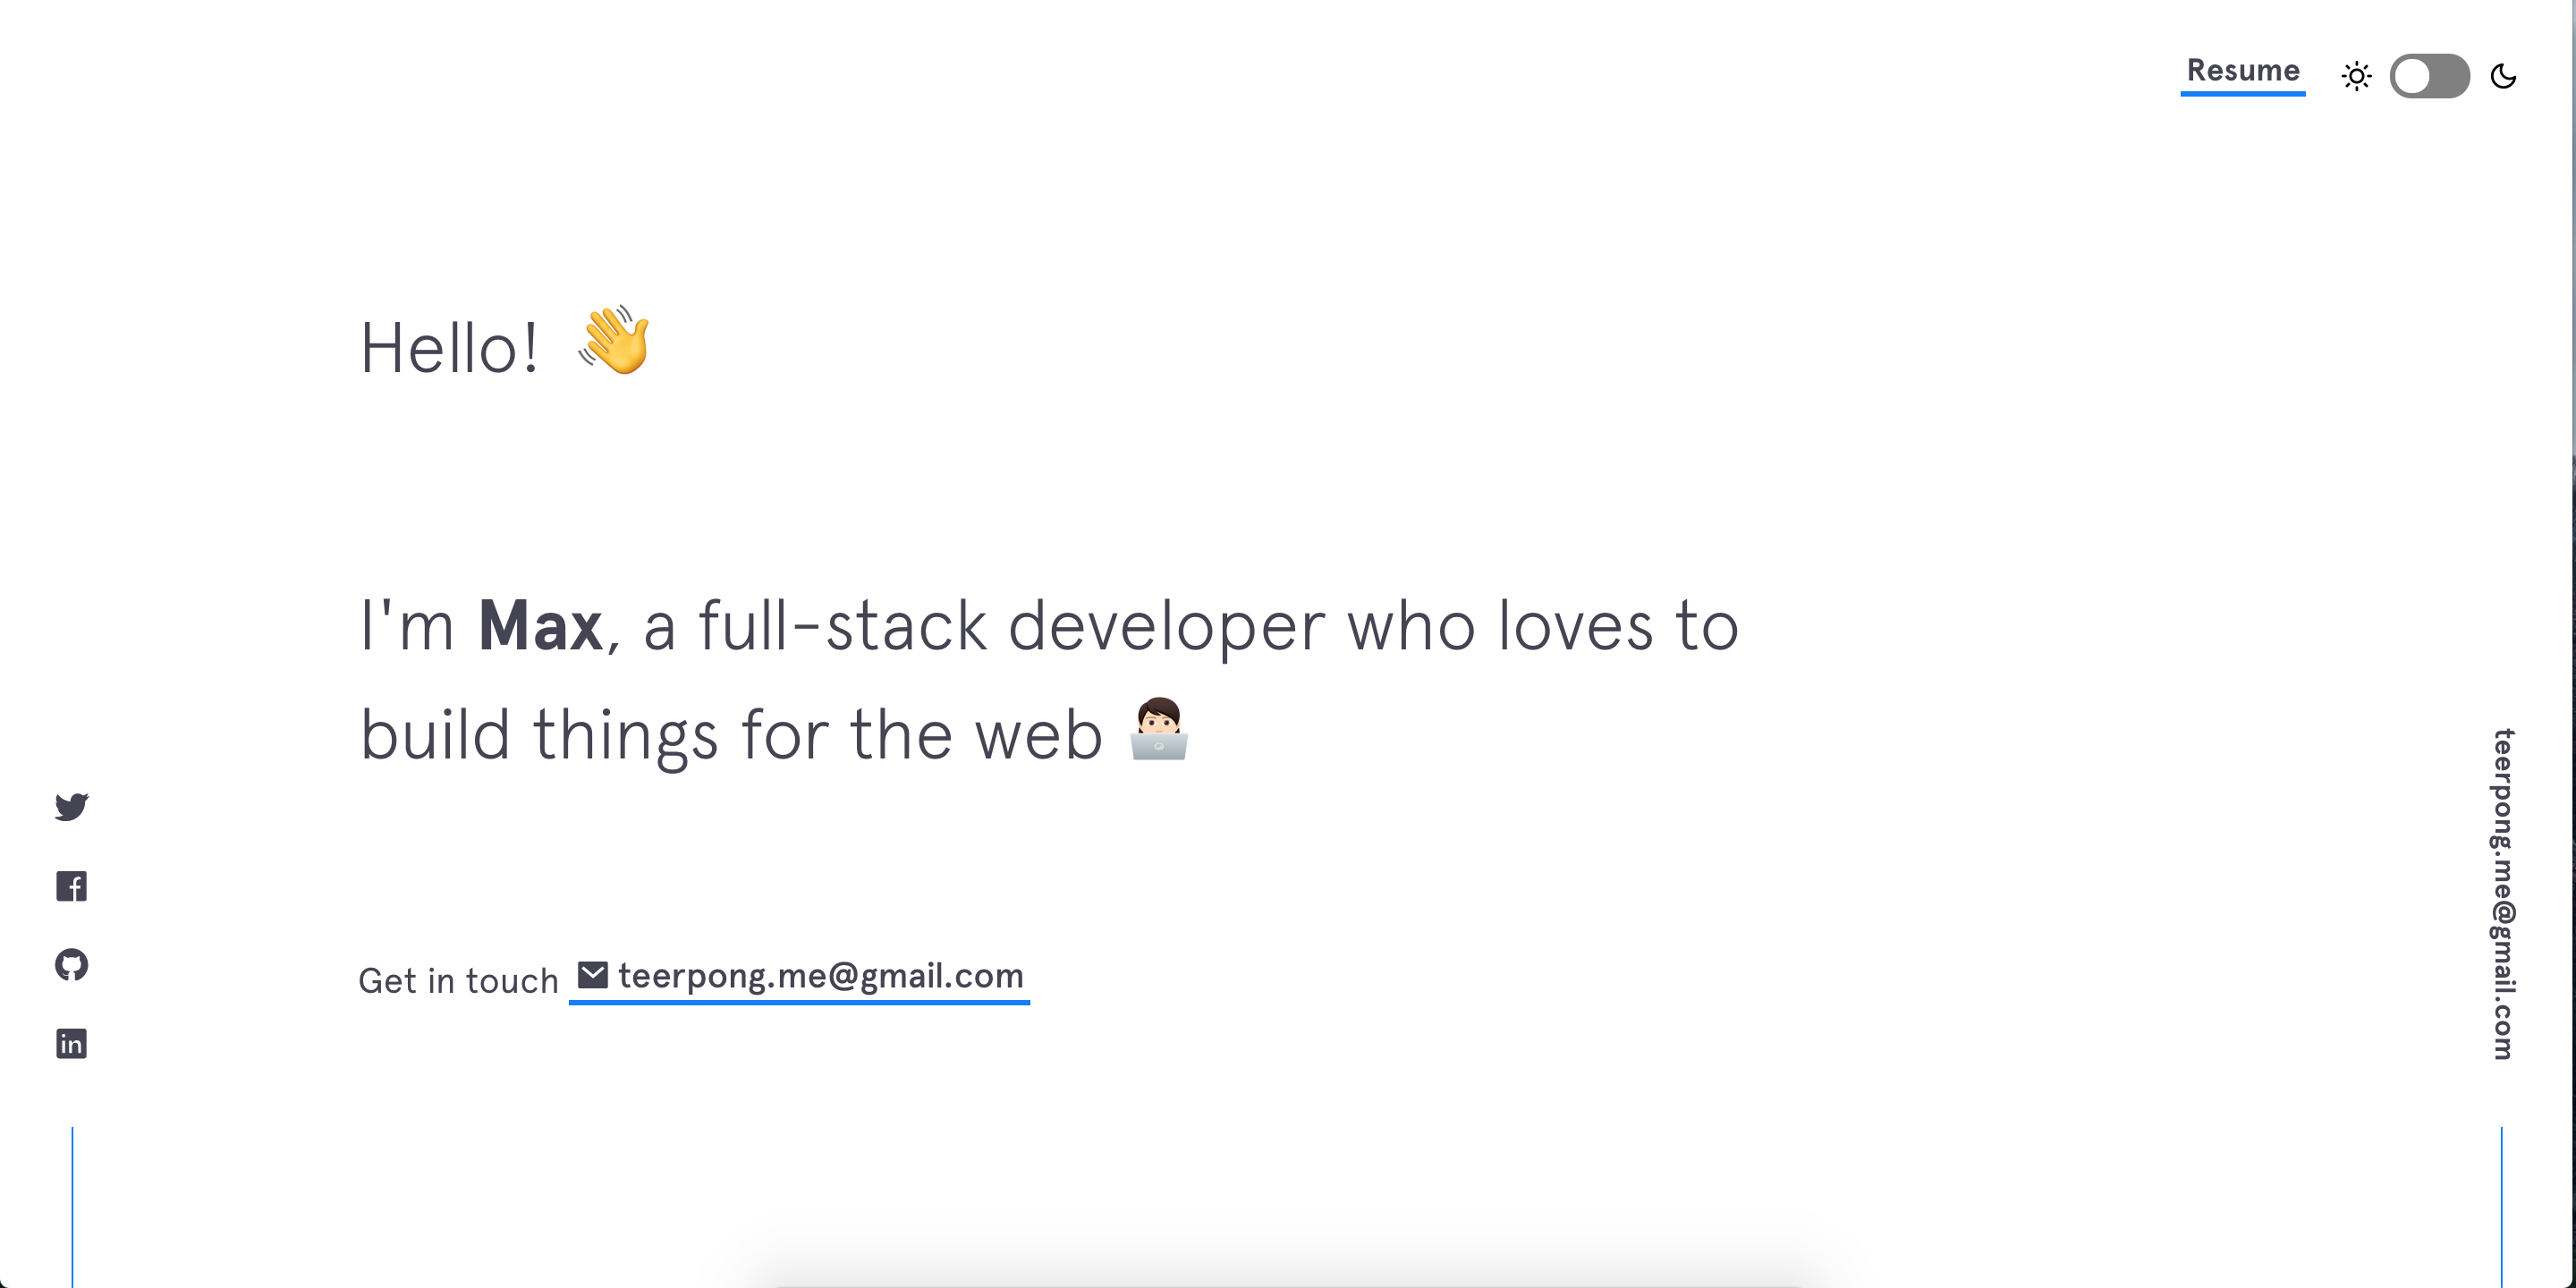 Resume
Hello! 👋
I'm Max, a full-stack developer who loves to
build things for the web 🧑🏻‍💻
Get in touch teerpong.me@gmail.com
teerpong.me@gmail.com